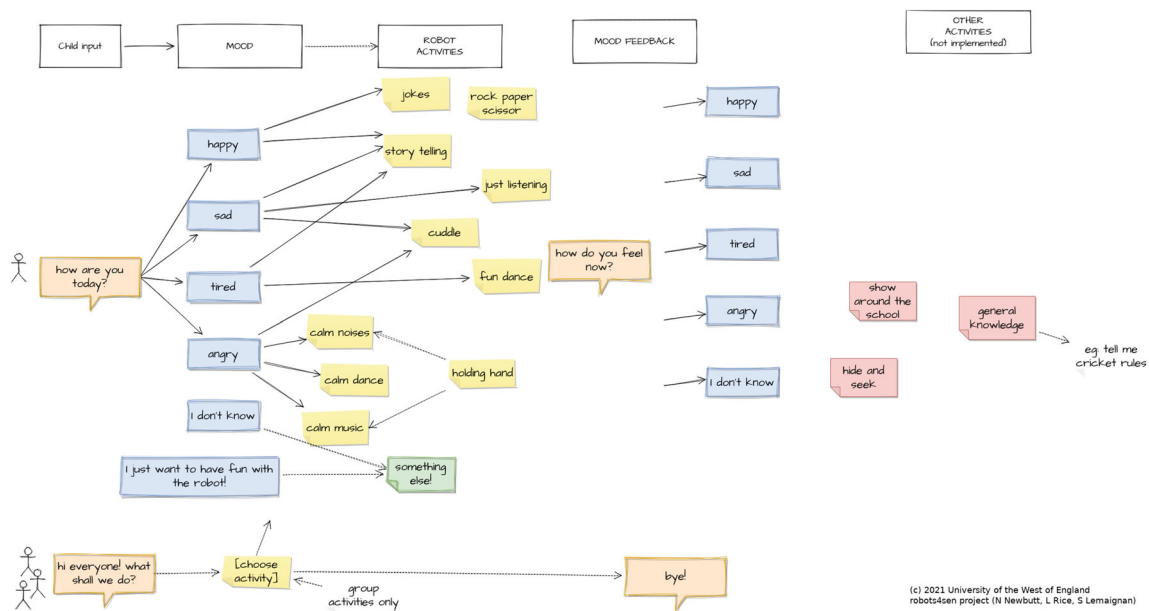 Child input
MOOD
ROBOT
ACTIVITIES
MOOD FEEDBACK
OTHER
ACTIVITIES
(not implemented)
jokes
rock paper
scissor
happy
happy
story telling
sad
just listening
sad
cuddle
tired
how are you
today?
how do you feel
now?
tired
fun dance
show
around the
school
general
knowledge
angry
calm noises
angry
eg: tell me
cricket rules
holding hand
calm dance
hide and
seek
I don't know
I don't know
calm music
I just want to have fun with
the robot!
something
else!
hi everyone! what
shall we do?
[choose
activity]
bye!
group
activities only
(c) 2021 University of the West of England
robots4sen project (N Newbutt, L Rice, S Lemaignan)